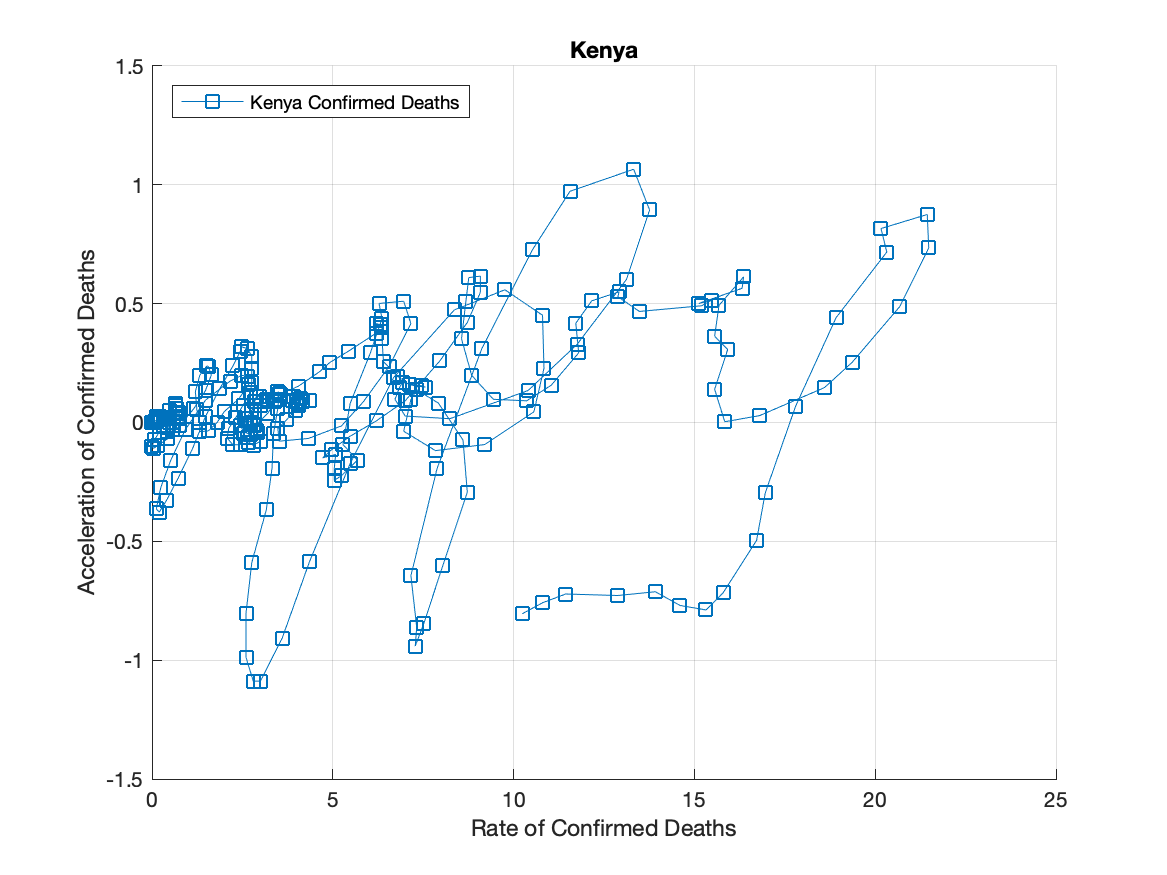 Kenya
1.5
Kenya Confirmed Deaths
1
0.5
0
-0.5
-1
-1.5
Acceleration of Confirmed Deaths
0 5 10 15 20 25
Rate of Confirmed Deaths